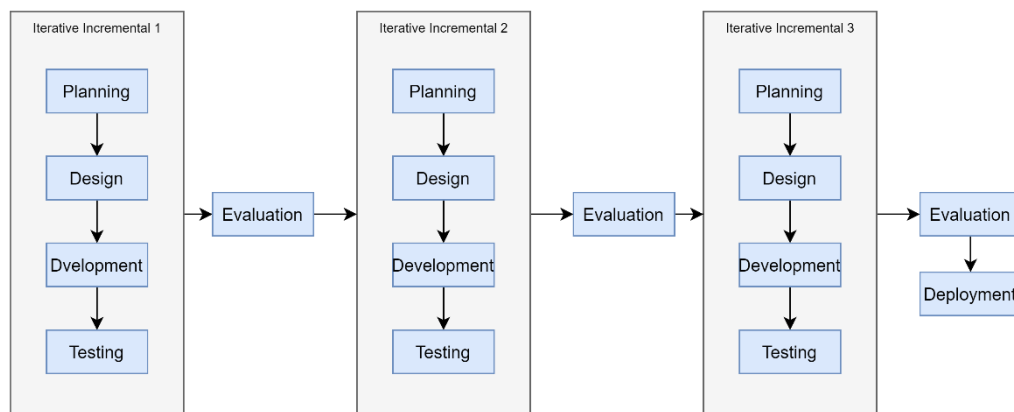 Iterative Incremental 1
Planning
Design
Dvelopment
Testing
Evaluation
Iterative Incremental 2
Planning
Design
Development
Testing
Evaluation
Iterative Incremental 3
Planning
Design
Development
Testing
Evaluation
Deployment